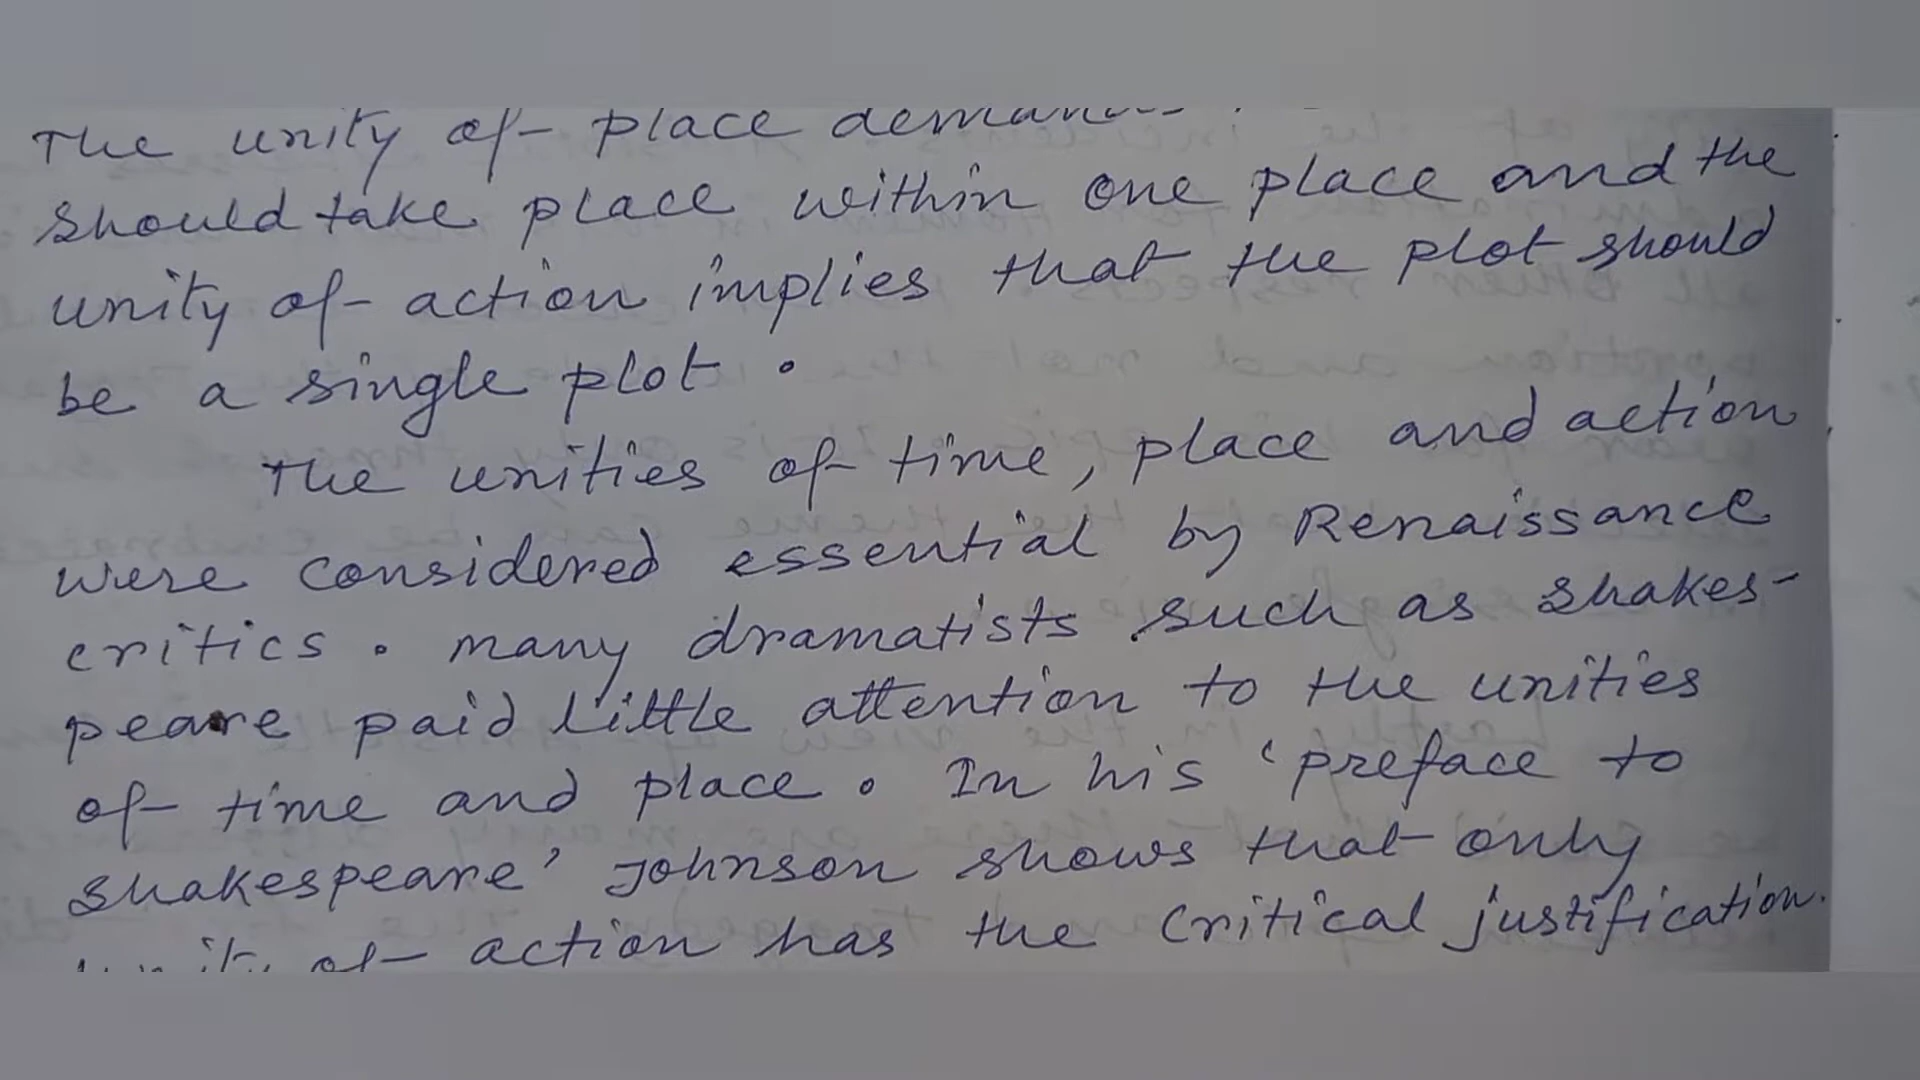 The unity of place demands
should take place within one place and the
unity of action implies that the plot should
be a single plot.
The unities of time, place and action
were considered essential by Renaissance
critics. many dramatists such as shakes-
peare paid little attention to the unities
of time and place. In his 'preface to
shakespeare' Johnson shows that only
unity of action has the critical justification.